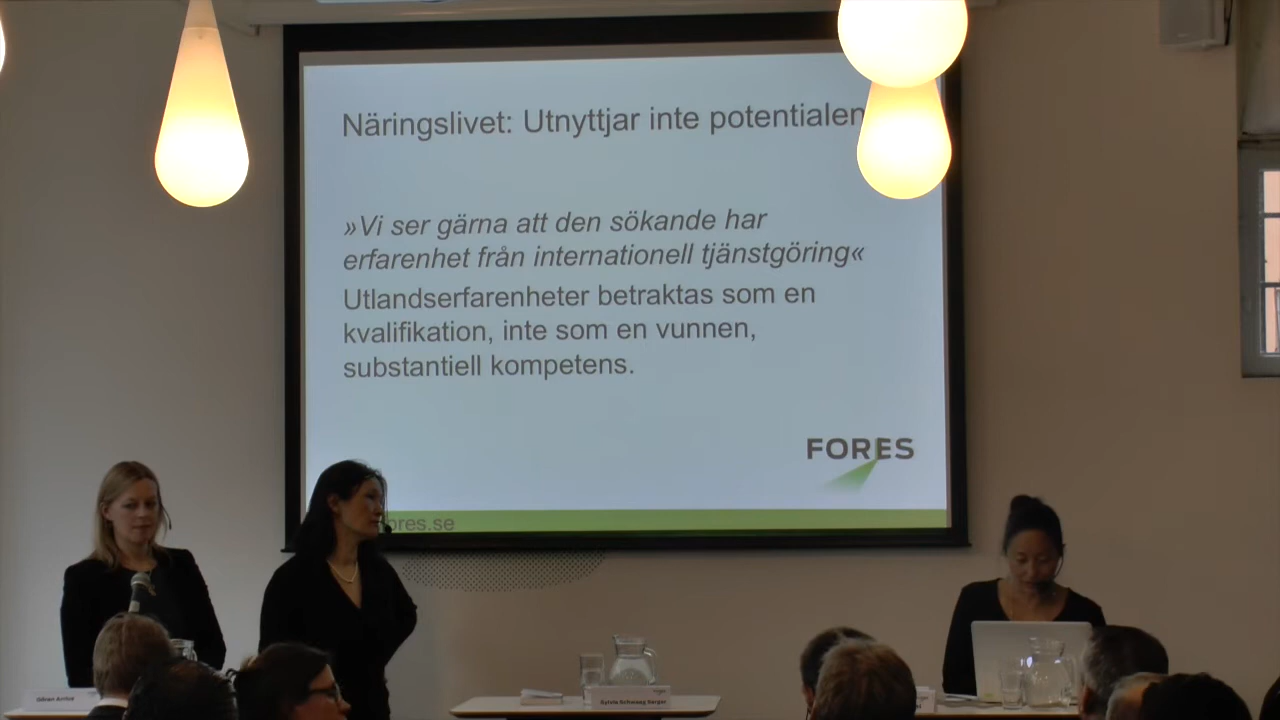 Näringslivet: Utnyttjar inte potentialen
»Vi ser gärna att den sökande har
erfarenhet från internationell tjänstgöring«
Utlandserfarenheter betraktas som en
kvalifikation, inte som en vunnen,
substantiell kompetens.
FORES
ores.se